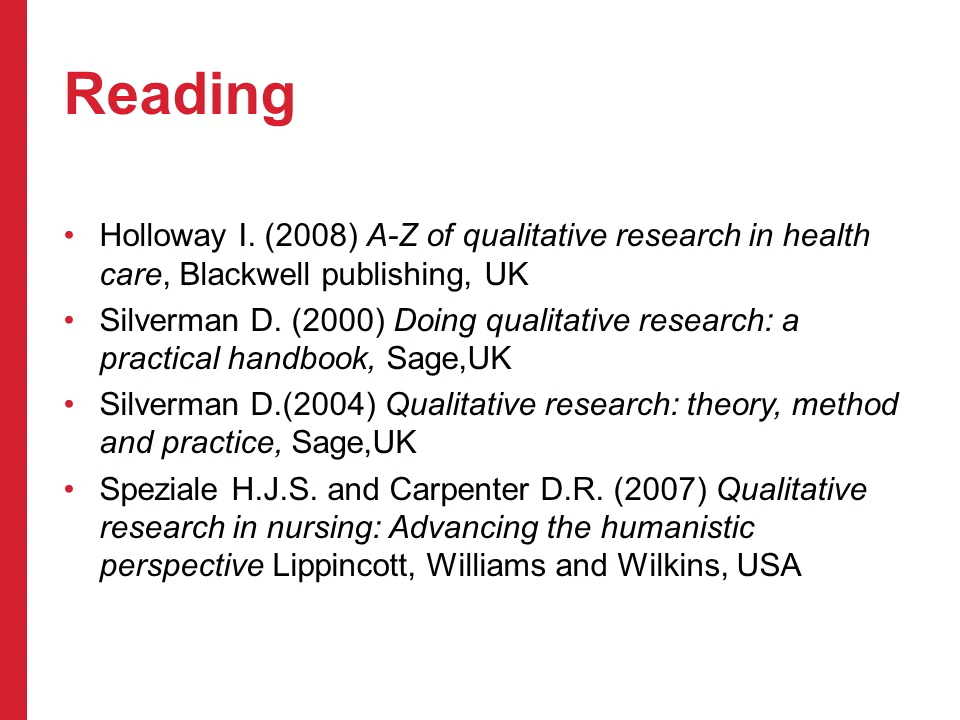 Reading
• Holloway I. (2008) A-Z of qualitative research in health
care, Blackwell publishing, UK
• Silverman D. (2000) Doing qualitative research: a
practical handbook, Sage,UK
• Silverman D.(2004) Qualitative research: theory, method
and practice, Sage,UK
• Speziale H.J.S. and Carpenter D.R. (2007) Qualitative
research in nursing: Advancing the humanistic
perspective Lippincott, Williams and Wilkins, USA